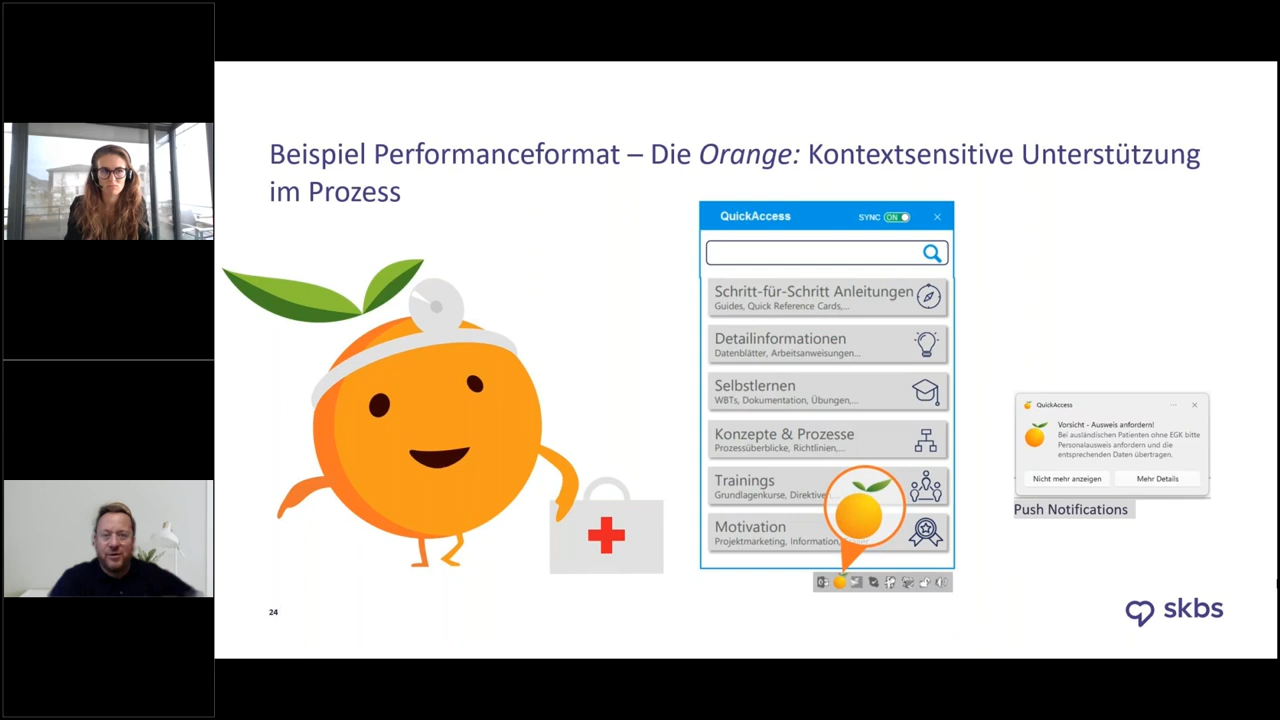 Beispiel Performanceformat – Die Orange: Kontextsensitive Unterstützung
im Prozess
QuickAccess
SYNC ON
Schritt-für-Schritt Anleitungen
Guides, Quick Reference Cards,...
Detailinformationen
Datenblätter, Arbeitsanweisungen...
Selbstlernen
WBTs, Dokumentation, Übungen,...
Konzepte & Prozesse
Prozessüberblicke, Richtlinien,...
Trainings
Grundlagenkurse, Direktive
Motivation
Projektmarketing, Information,
QuickAccess
Vorsicht - Ausweis anfordern!
Bei ausländischen Patienten ohne EGK bitte
Personalausweis anfordern und die
entsprechenden Daten übertragen.
Nicht mehr anzeigen
Mehr Details
Push Notifications
24
skbs